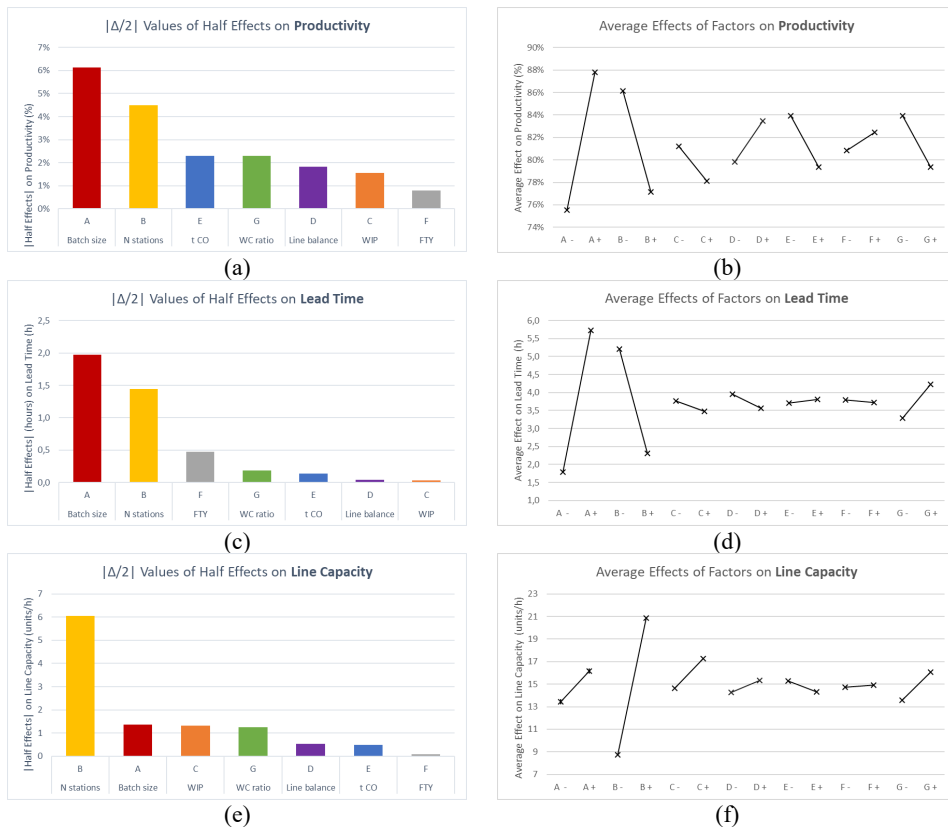 |Δ/2| Values of Half Effects on Productivity
|Half Effects| on Productivity (%)
7%
6%
5%
4%
3%
2%
1%
0%
A B E G D C F
Batch size N stations t CO WC ratio Line balance WIP FTY
(a)
Average Effects of Factors on Productivity
Average Effect on Productivity (%)
90%
86%
82%
80%
78%
76%
74%
A - A + B - B + C - C + D - D + E - E + F - F + G - G +
(b)
|Δ/2| Values of Half Effects on Lead Time
|Half Effects| (hours) on Lead Time (h)
2,5
2,0
1,5
1,0
0,5
0,0
A B F G E D C
Batch size N stations FTY WC ratio t CO Line balance WIP
(c)
Average Effects of Factors on Lead Time
Average Effect on Lead Time (h)
6,0
5,5
5,0
4,5
4,0
3,5
3,0
2,5
2,0
1,5
1,0
A - A + B - B + C - C + D - D + E - E + F - F + G - G +
(d)
|Δ/2| Values of Half Effects on Line Capacity
|Half Effects| on Line Capacity (units/h)
7
6
5
4
3
2
1
0
B A C G D E F
N stations Batch size WIP WC ratio Line balance t CO FTY
(e)
Average Effects of Factors on Line Capacity
Average Effect on Line Capacity (units/h)
23
21
19
17
15
13
11
9
7
A - A + B - B + C - C + D - D + E - E + F - F + G - G +
(f)